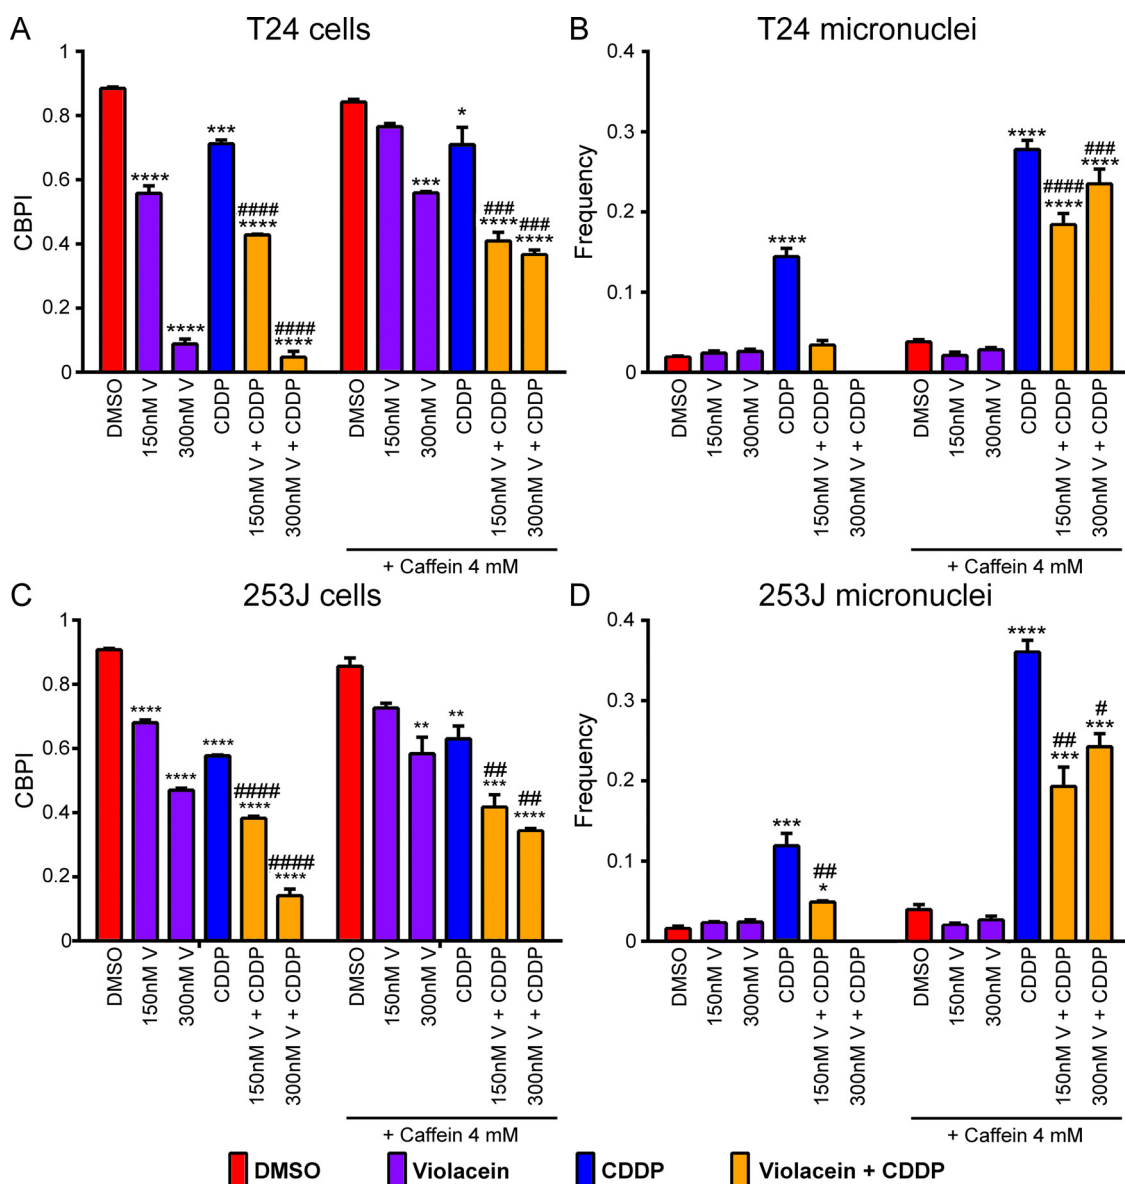 A
T24 cells
CBPI
1
0.8
0.6
0.4
0.2
0
****
****
***
####
****
####
****
***
*
###
****
###
****
DMSO
150nM V
300nM V
CDDP
150nM V + CDDP
300nM V + CDDP
DMSO
150nM V
300nM V
CDDP
150nM V + CDDP
300nM V + CDDP
+ Caffein 4 mM
B
T24 micronuclei
Frequency
0.4
0.3
0.2
0.1
0
****
****
####
****
###
****
DMSO
150nM V
300nM V
CDDP
150nM V + CDDP
300nM V + CDDP
DMSO
150nM V
300nM V
CDDP
150nM V + CDDP
300nM V + CDDP
+ Caffein 4 mM
C
253J cells
CBPI
1
0.8
0.6
0.4
0.2
0
****
****
****
####
****
####
****
**
**
##
***
##
****
DMSO
150nM V
300nM V
CDDP
150nM V + CDDP
300nM V + CDDP
DMSO
150nM V
300nM V
CDDP
150nM V + CDDP
300nM V + CDDP
+ Caffein 4 mM
D
253J micronuclei
Frequency
0.4
0.3
0.2
0.1
0
***
##
*
****
##
***
#
***
DMSO
150nM V
300nM V
CDDP
150nM V + CDDP
300nM V + CDDP
DMSO
150nM V
300nM V
CDDP
150nM V + CDDP
300nM V + CDDP
+ Caffein 4 mM
DMSO Violacein CDDP Violacein + CDDP